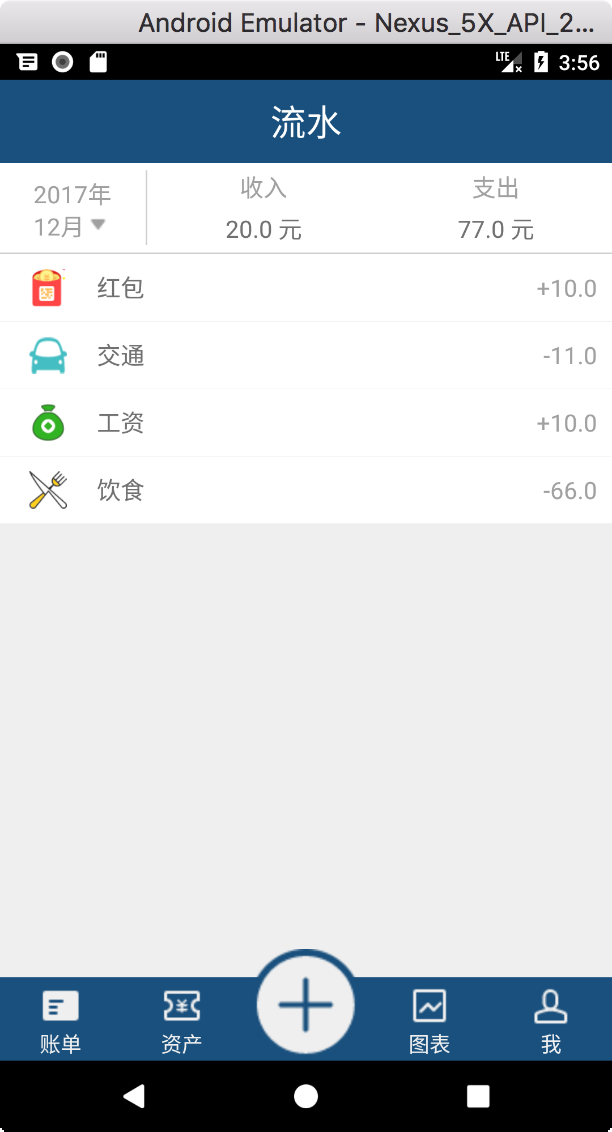 Android Emulator - Nexus_5X_API_2...
LTE 3:56
流水
2017年
12月
收入
20.0 元
支出
77.0 元
红包 +10.0
交通 -11.0
工资 +10.0
饮食 -66.0
账单 资产 图表 我